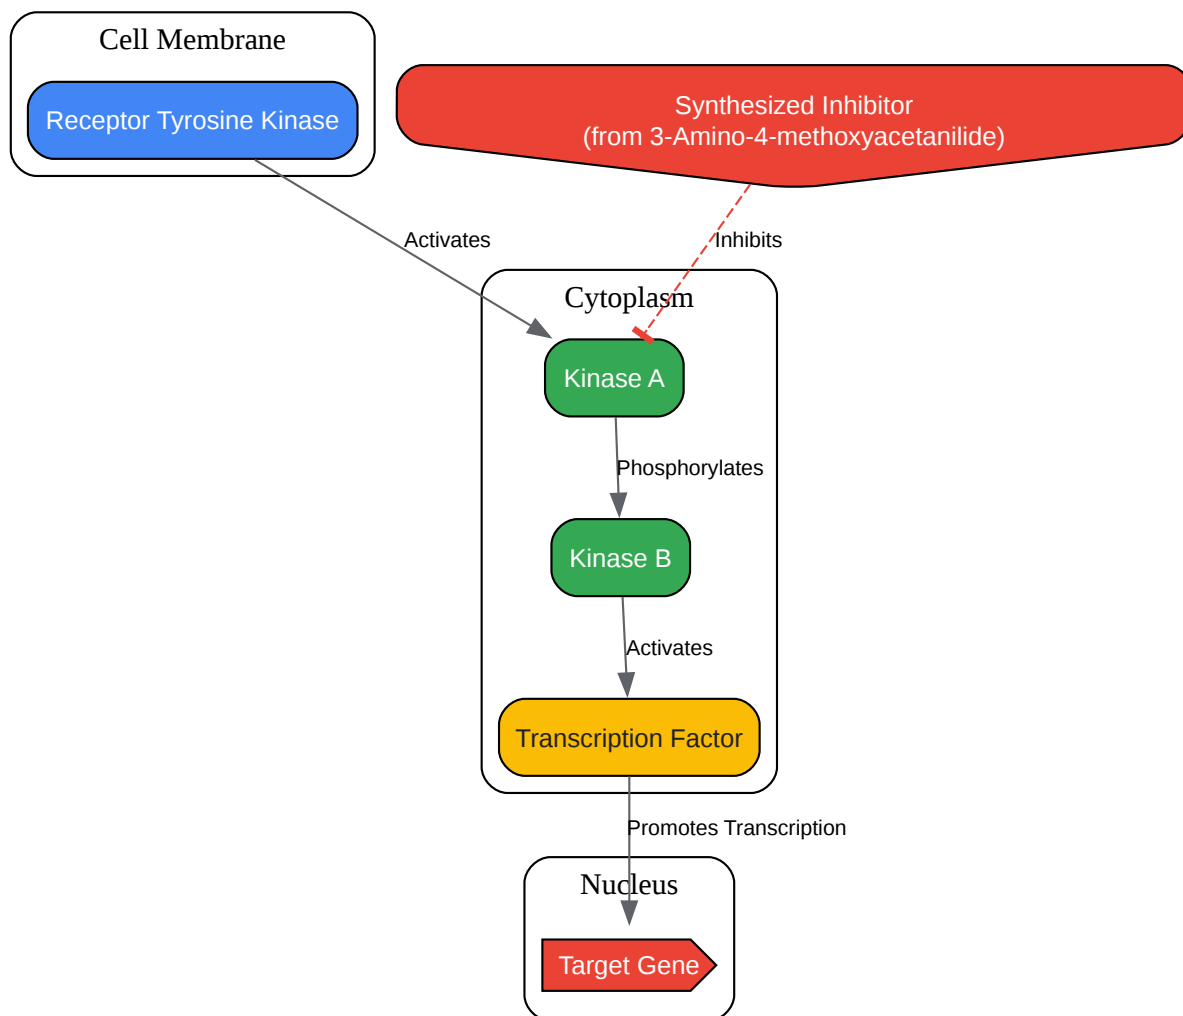 Cell Membrane
Receptor Tyrosine Kinase
Synthesized Inhibitor
(from 3-Amino-4-methoxyacetanilide)
Activates
Inhibits
Cytoplasm
Kinase A
Phosphorylates
Kinase B
Activates
Transcription Factor
Promotes Transcription
Nucleus
Target Gene